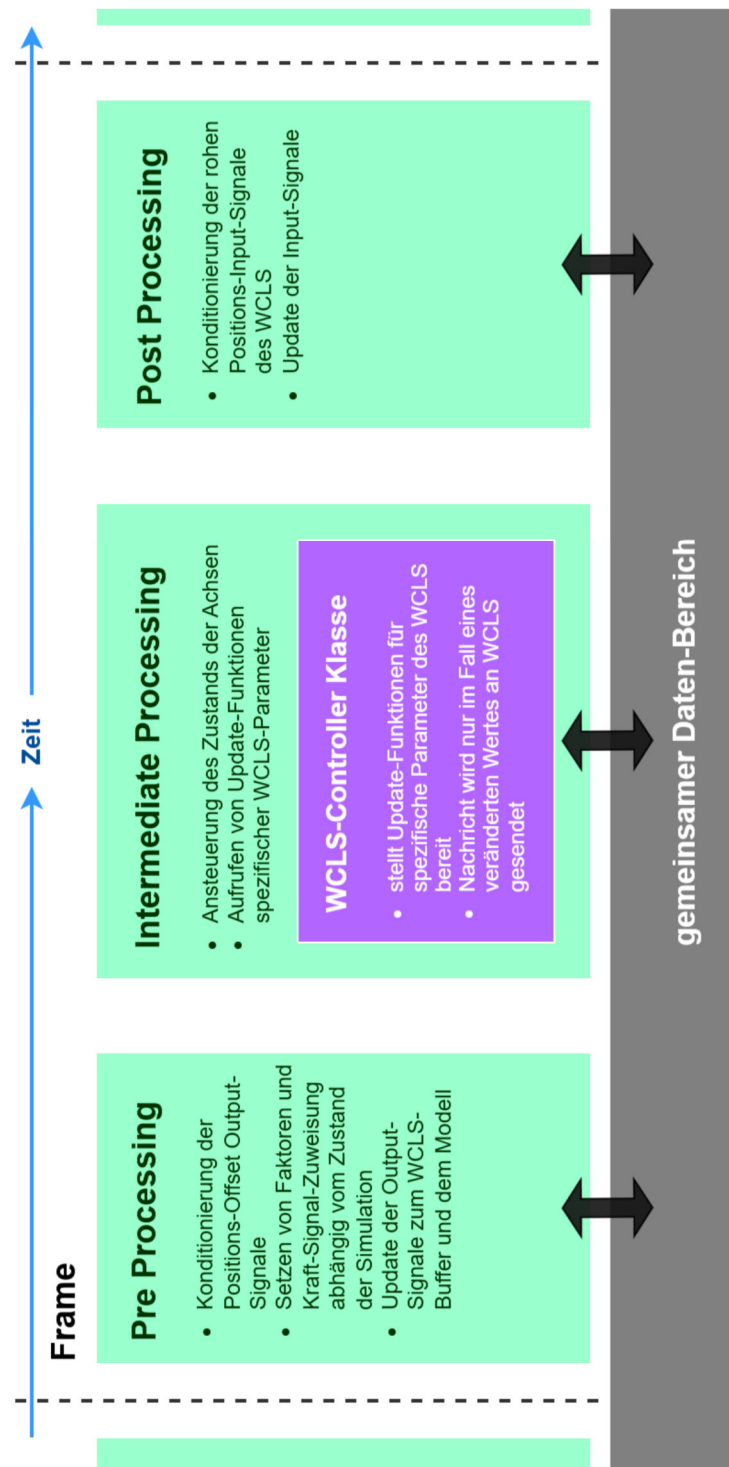 Zeit
Frame
Pre Processing
• Konditionierung der
Positions-Offset Output-
Signale
• Setzen von Faktoren und
Kraft-Signal-Zuweisung
abhängig vom Zustand
der Simulation
• Update der Output-
Signale zum WCLS-
Buffer und dem Modell
Intermediate Processing
• Ansteuerung des Zustands der Achsen
• Aufrufen von Update-Funktionen
spezifischer WCLS-Parameter
WCLS-Controller Klasse
• stellt Update-Funktionen für
spezifische Parameter des WCLS
bereit
• Nachricht wird nur im Fall eines
veränderten Wertes an WCLS
gesendet
Post Processing
• Konditionierung der rohen
Positions-Input-Signale
des WCLS
• Update der Input-Signale
gemeinsamer Daten-Bereich